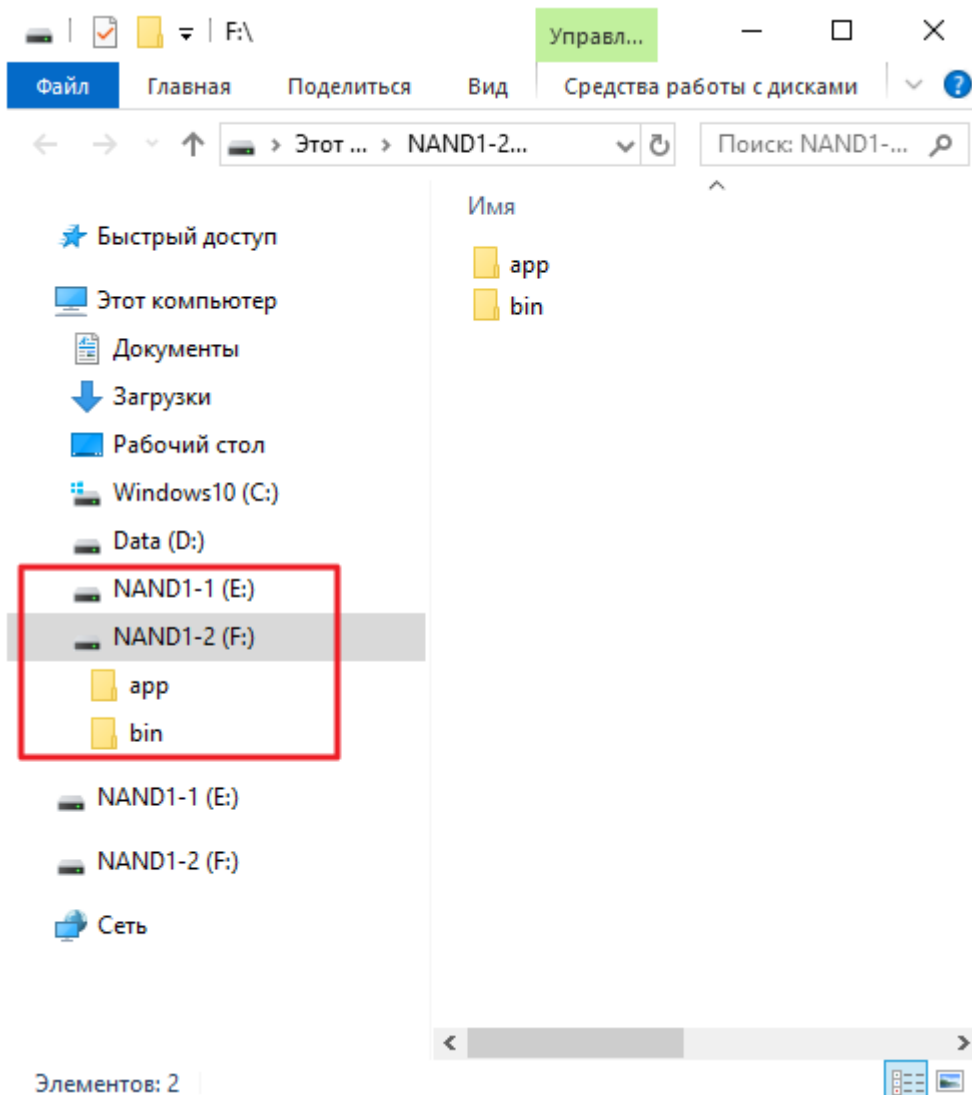 F:\
Управл...
Файл Главная Поделиться Вид Средства работы с дисками
Этот ... NAND1-2...
Поиск: NAND1-...
Быстрый доступ
Этот компьютер
Документы
Загрузки
Рабочий стол
Windows10 (C:)
Data (D:)
NAND1-1 (E:)
NAND1-2 (F:)
app
bin
NAND1-1 (E:)
NAND1-2 (F:)
Сеть
Имя
app
bin
Элементов: 2